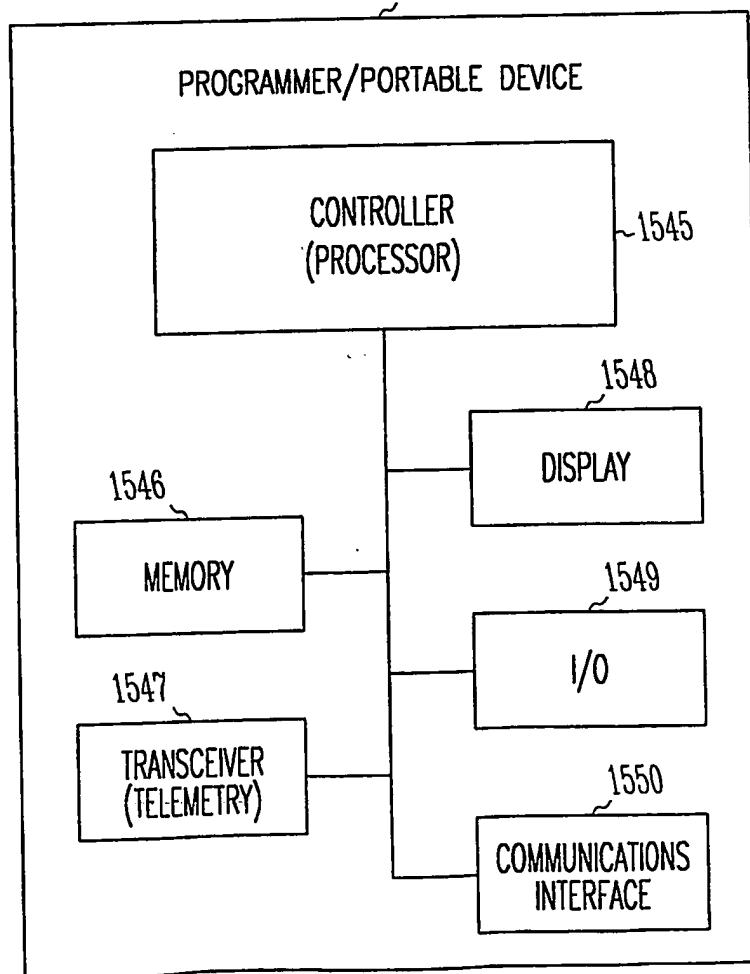 PROGRAMMER/PORTABLE DEVICE
CONTROLLER
(PROCESSOR)
1545
1548
DISPLAY
1546
MEMORY
1549
I/O
1547
TRANSCEIVER
(TELEMETRY)
1550
COMMUNICATIONS
INTERFACE